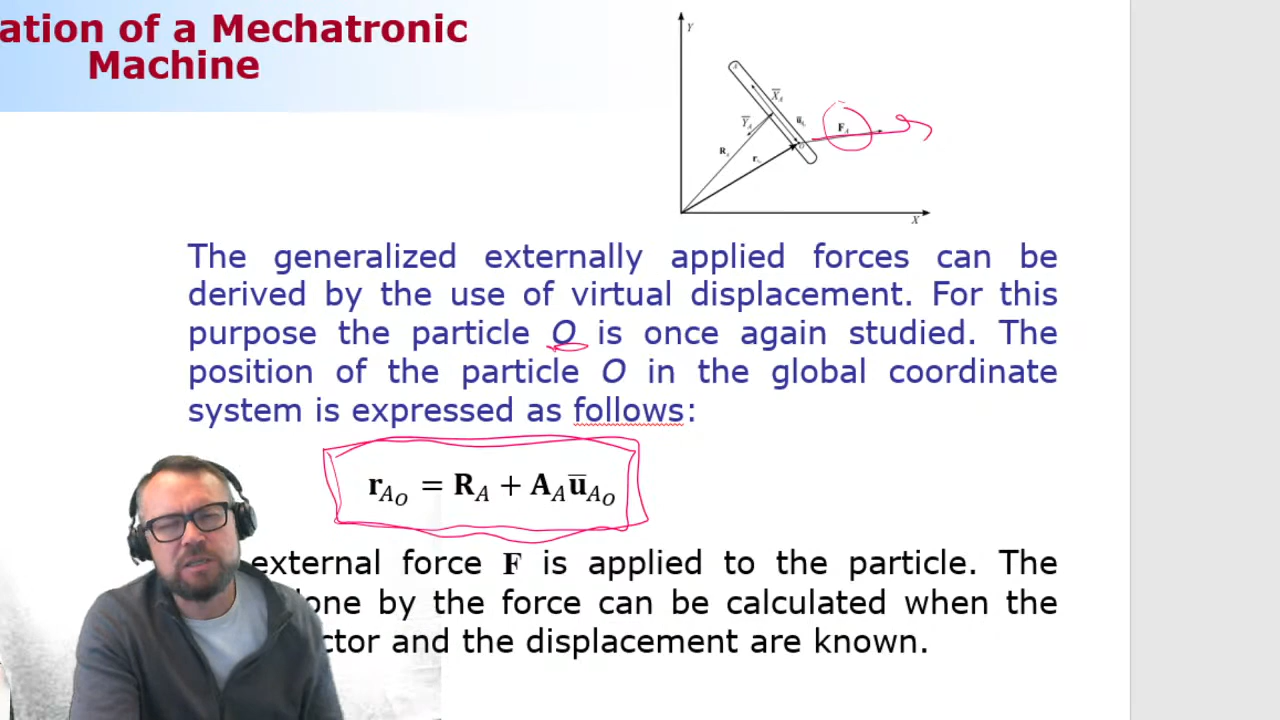 ation of a Mechatronic
Machine
Y
A
X̅_A
Y̅_A
F_A
O
X
The generalized externally applied forces can be
derived by the use of virtual displacement. For this
purpose the particle O is once again studied. The
position of the particle O in the global coordinate
system is expressed as follows:
r_{A_O} = R_A + A_A u̅_{A_O}
external force F is applied to the particle. The
one by the force can be calculated when the
ctor and the displacement are known.